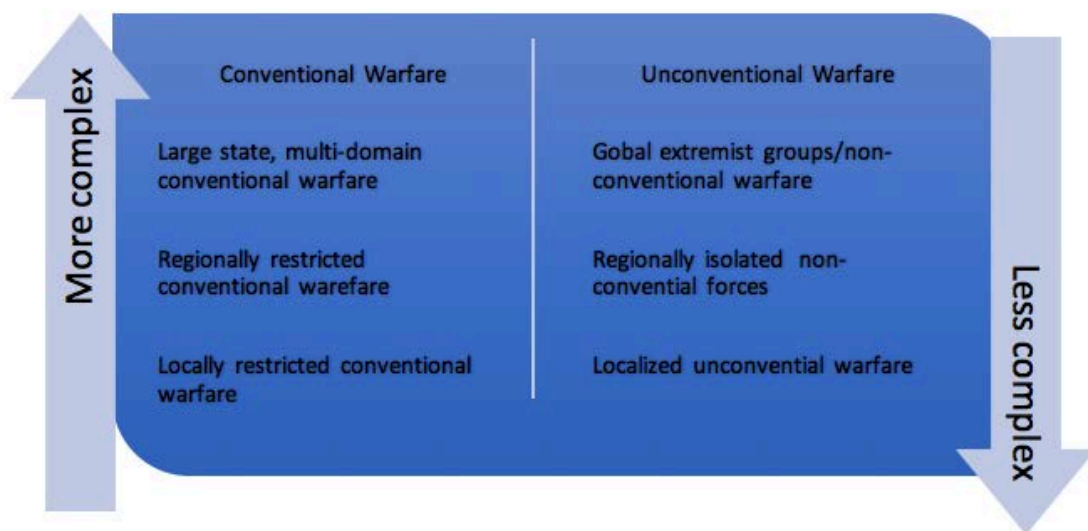 More complex
Conventional Warfare
Large state, multi-domain
conventional warfare
Regionally restricted
conventional warefare
Locally restricted conventional
warfare
Unconventional Warfare
Gobal extremist groups/non-
conventional warfare
Regionally isolated non-
convential forces
Localized unconvential warfare
Less complex